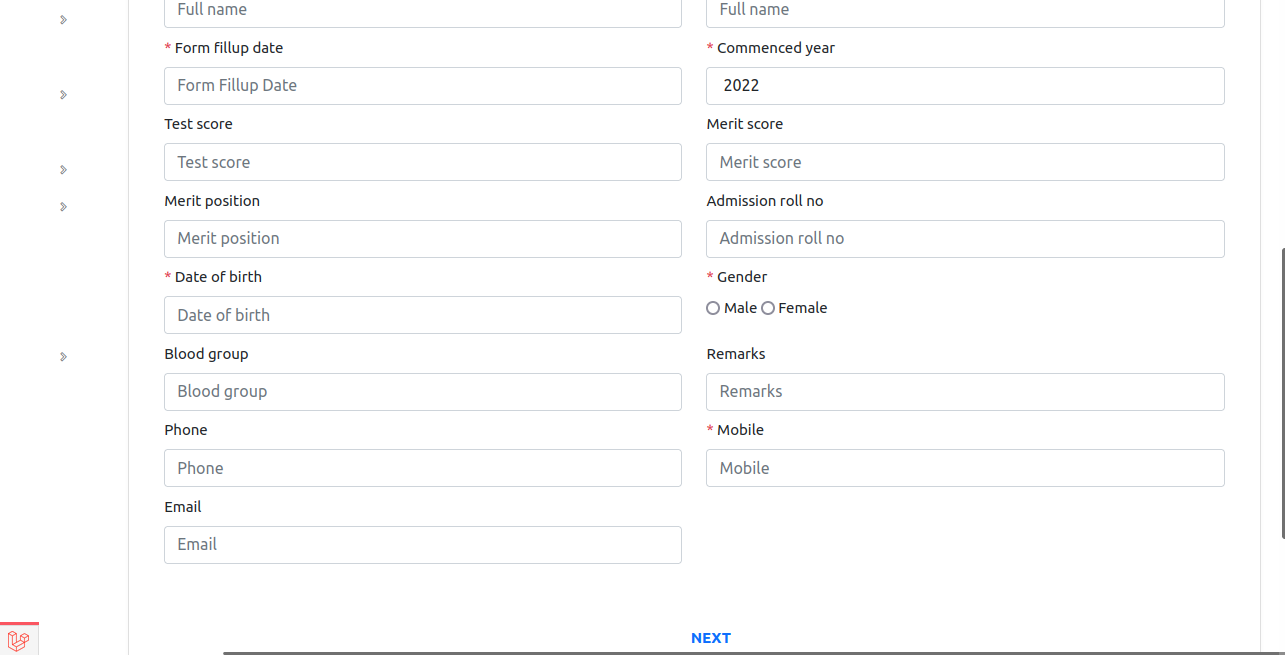 Full name Full name
* Form fillup date * Commenced year
Form Fillup Date 2022
Test score Merit score
Test score Merit score
Merit position Admission roll no
Merit position Admission roll no
* Date of birth * Gender
Date of birth Male Female
Blood group Remarks
Blood group Remarks
Phone * Mobile
Phone Mobile
Email
Email
NEXT